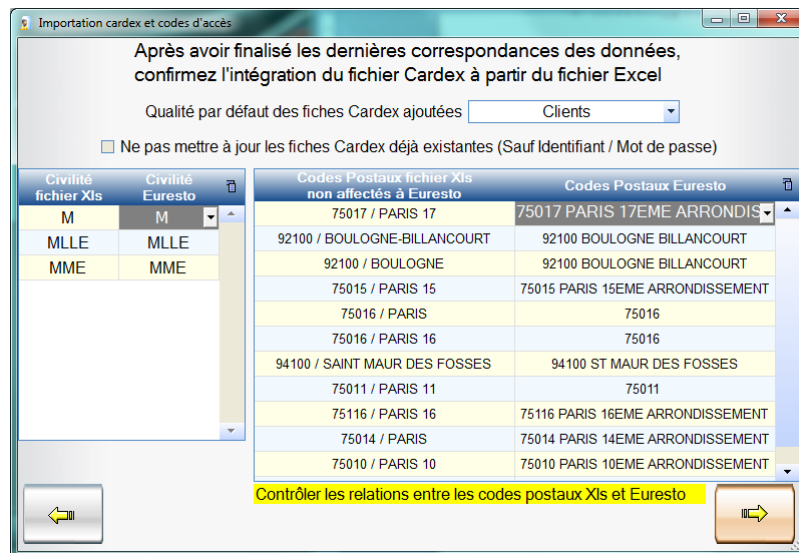 Importation cardex et codes d'accès
Après avoir finalisé les dernières correspondances des données,
confirmez l'intégration du fichier Cardex à partir du fichier Excel
Qualité par défaut des fiches Cardex ajoutées Clients
Ne pas mettre à jour les fiches Cardex déjà existantes (Sauf Identifiant / Mot de passe)
Civilité fichier Xls
Civilité Euresto
M M
MLLE MLLE
MME MME
Codes Postaux fichier Xls
non affectés à Euresto
Codes Postaux Euresto
75017 / PARIS 17 75017 PARIS 17EME ARRONDIS
92100 / BOULOGNE-BILLANCOURT 92100 BOULOGNE BILLANCOURT
92100 / BOULOGNE 92100 BOULOGNE BILLANCOURT
75015 / PARIS 15 75015 PARIS 15EME ARRONDISSEMENT
75016 / PARIS 75016
75016 / PARIS 16 75016
94100 / SAINT MAUR DES FOSSES 94100 ST MAUR DES FOSSES
75011 / PARIS 11 75011
75116 / PARIS 16 75116 PARIS 16EME ARRONDISSEMENT
75014 / PARIS 75014 PARIS 14EME ARRONDISSEMENT
75010 / PARIS 10 75010 PARIS 10EME ARRONDISSEMENT
Contrôler les relations entre les codes postaux Xls et Euresto